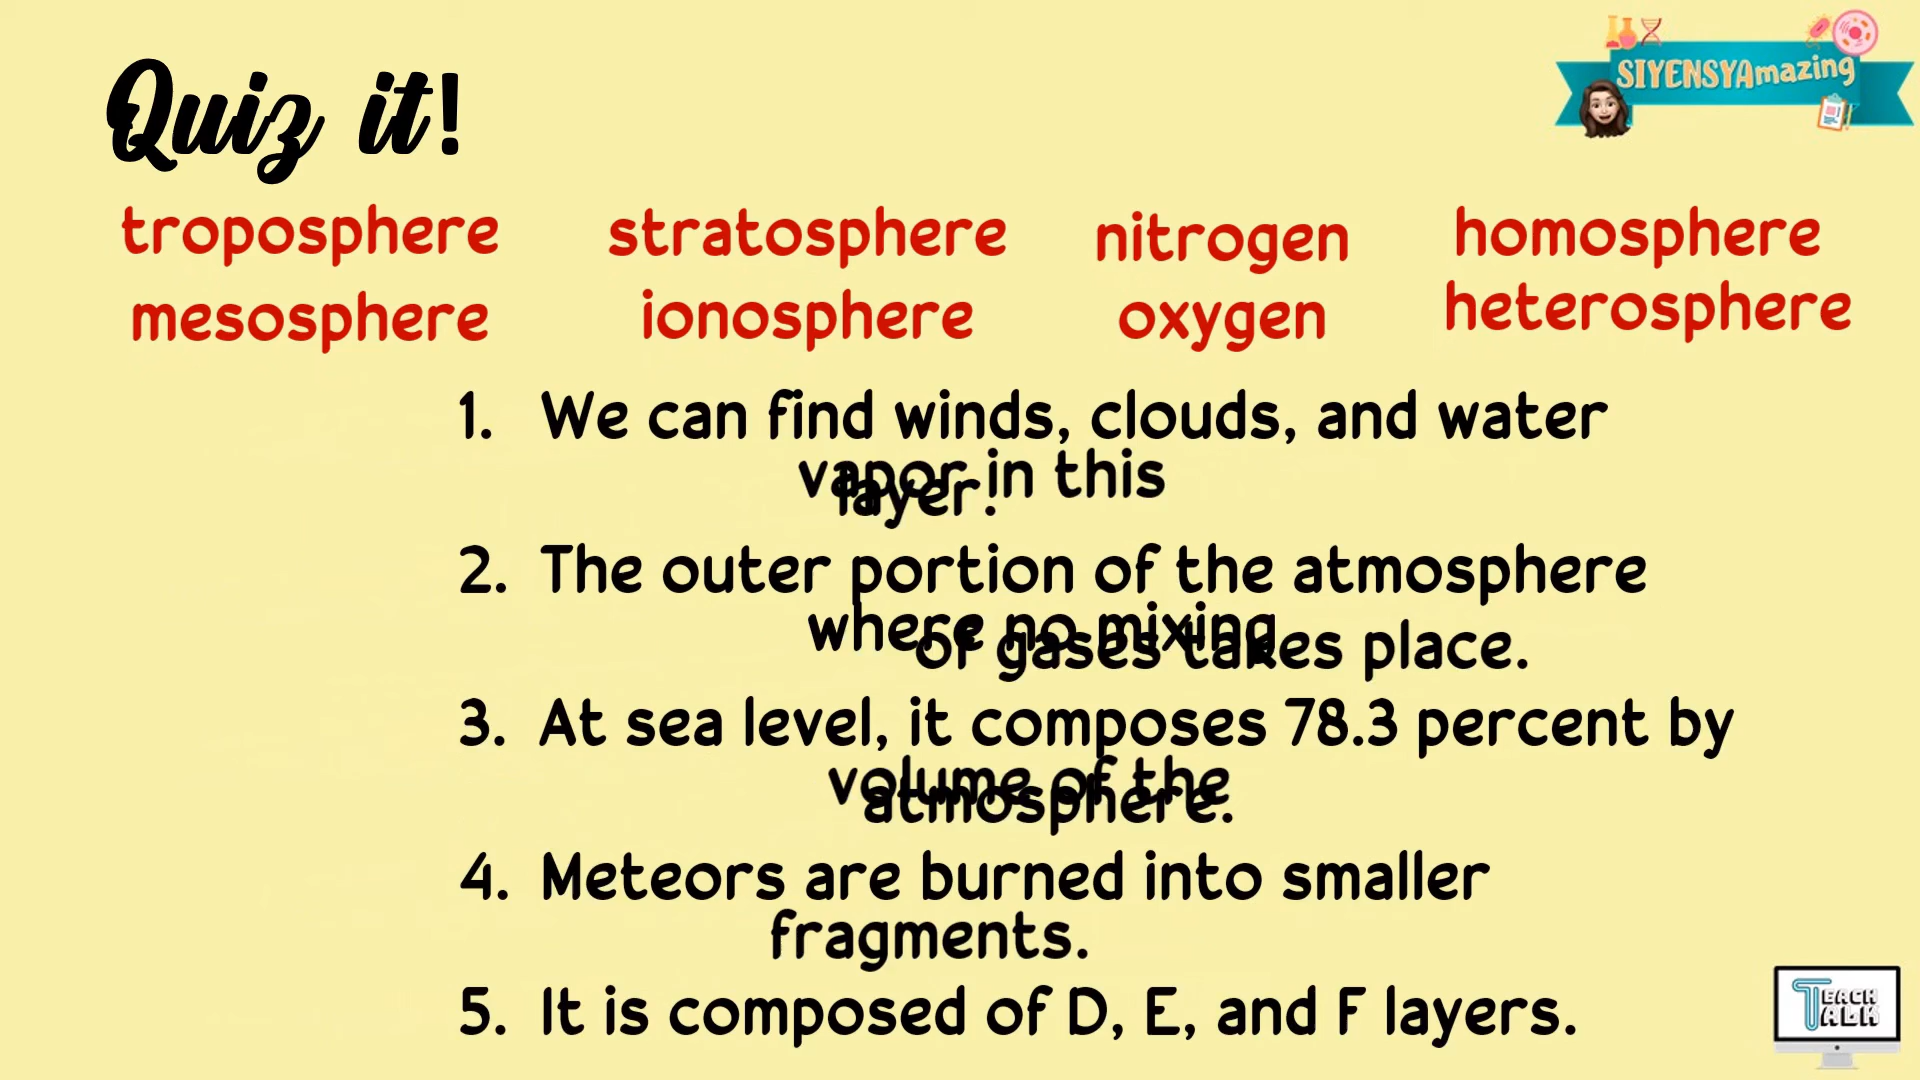 Quiz it!
SIYENSYAmazing
troposphere stratosphere nitrogen homosphere
mesosphere ionosphere oxygen heterosphere
1. We can find winds, clouds, and water
vapor in this
layer.
2. The outer portion of the atmosphere
where no mixing
of gases takes place.
3. At sea level, it composes 78.3 percent by
volume of the
atmosphere.
4. Meteors are burned into smaller
fragments.
5. It is composed of D, E, and F layers.
TEACH
TALK